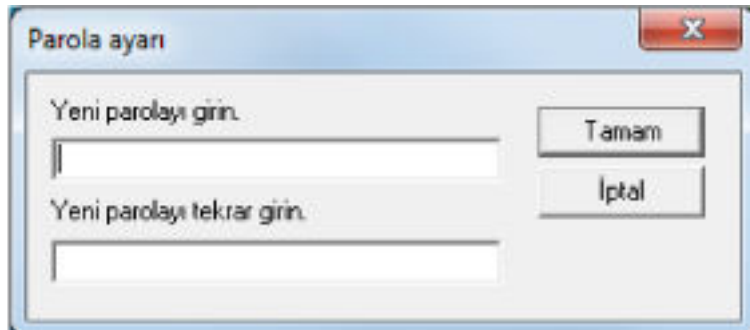 Parola ayarı
Yeni parolayı girin.
Tamam
İptal
Yeni parolayı tekrar girin.